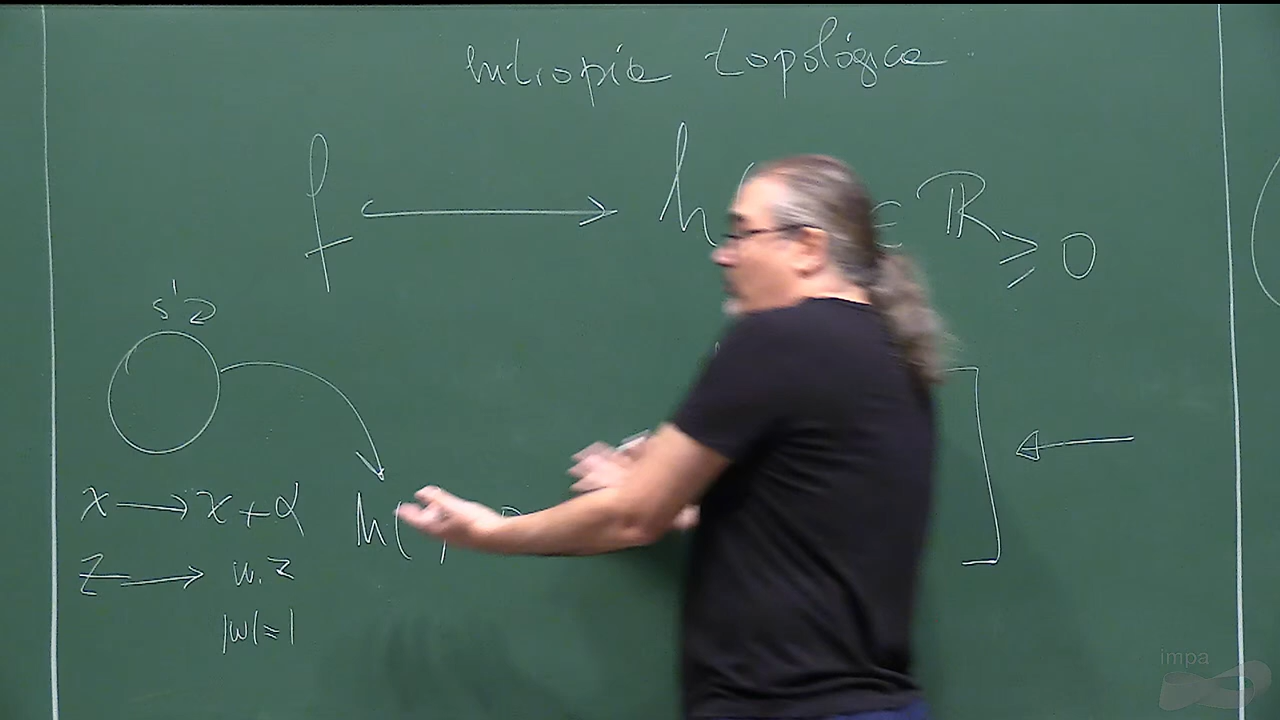 Entropia topológica
f ⟷ h( ∈ ℝ ≥ 0
S¹
x → x + α
z → w.z
|w| = 1
h(
impa